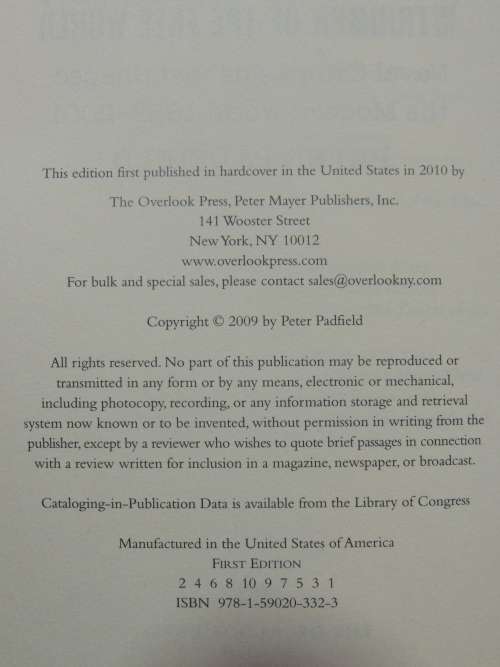 This edition first published in hardcover in the United States in 2010 by
The Overlook Press, Peter Mayer Publishers, Inc.
141 Wooster Street
New York, NY 10012
www.overlookpress.com
For bulk and special sales, please contact sales@overlookny.com
Copyright © 2009 by Peter Padfield
All rights reserved. No part of this publication may be reproduced or
transmitted in any form or by any means, electronic or mechanical,
including photocopy, recording, or any information storage and retrieval
system now known or to be invented, without permission in writing from the
publisher, except by a reviewer who wishes to quote brief passages in connection
with a review written for inclusion in a magazine, newspaper, or broadcast.
Cataloging-in-Publication Data is available from the Library of Congress
Manufactured in the United States of America
FIRST EDITION
2 4 6 8 10 9 7 5 3 1
ISBN 978-1-59020-332-3